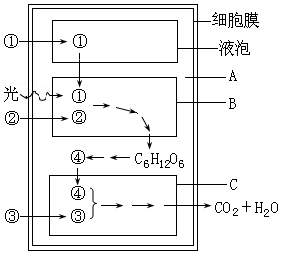 细胞膜
① ① 液泡
A
光 ① B
② ②
④ C₆H₁₂O₆
④ C
③ ③ CO₂+H₂O